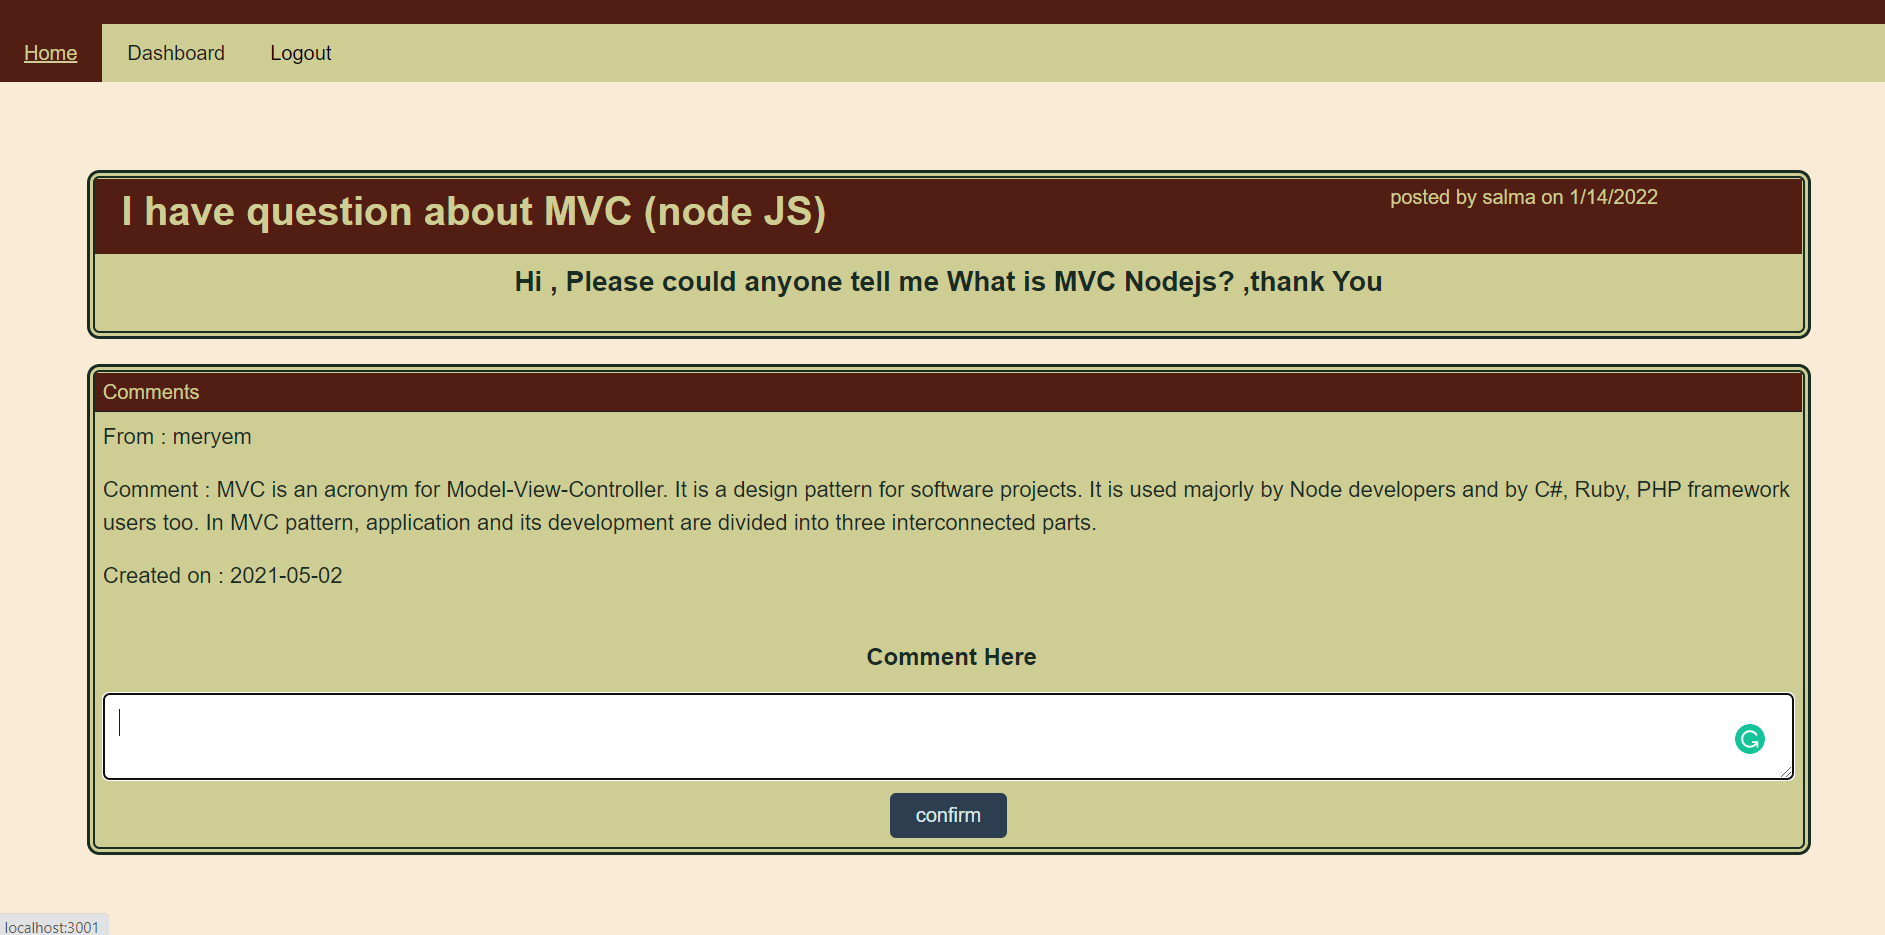 Home Dashboard Logout
I have question about MVC (node JS)
posted by salma on 1/14/2022
Hi , Please could anyone tell me What is MVC Nodejs? ,thank You
Comments
From : meryem
Comment : MVC is an acronym for Model-View-Controller. It is a design pattern for software projects. It is used majorly by Node developers and by C#, Ruby, PHP framework
users too. In MVC pattern, application and its development are divided into three interconnected parts.
Created on : 2021-05-02
Comment Here
confirm
localhost:3001